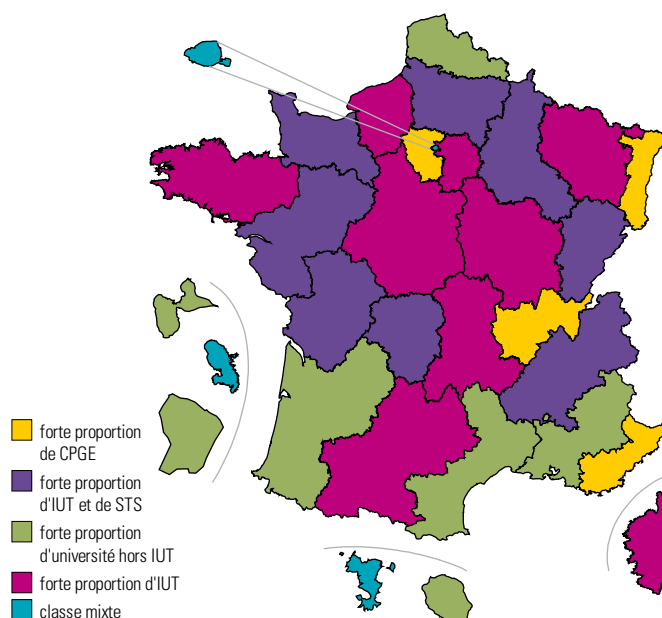 forte proportion
de CPGE
forte proportion
d'IUT et de STS
forte proportion
d'université hors IUT
forte proportion d'IUT
classe mixte